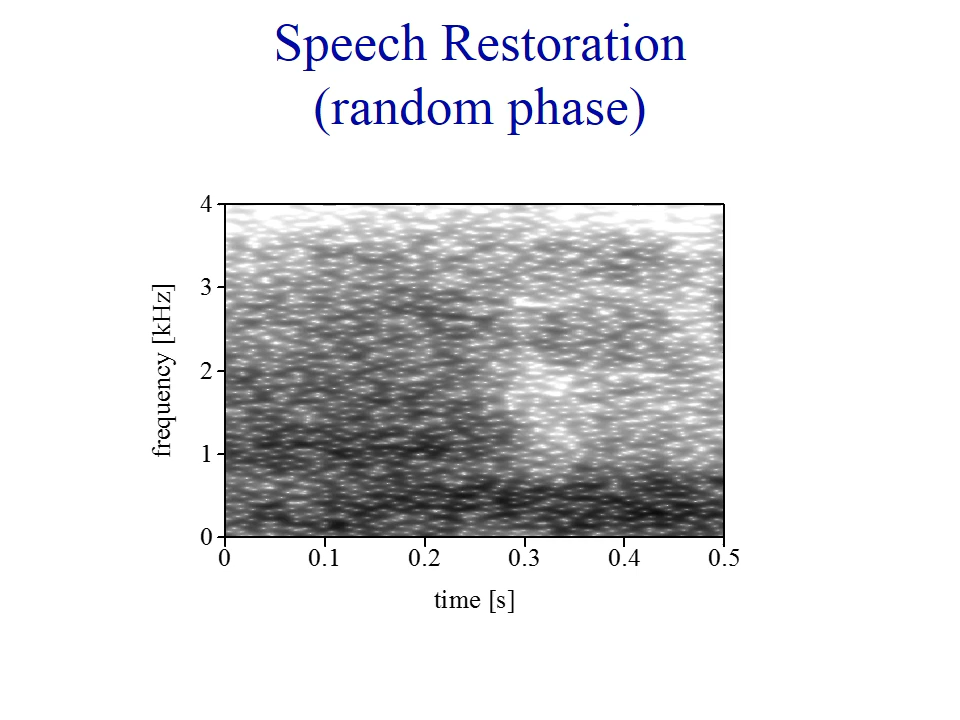 Speech Restoration
(random phase)
4
3
2
1
0
frequency [kHz]
0 0.1 0.2 0.3 0.4 0.5
time [s]